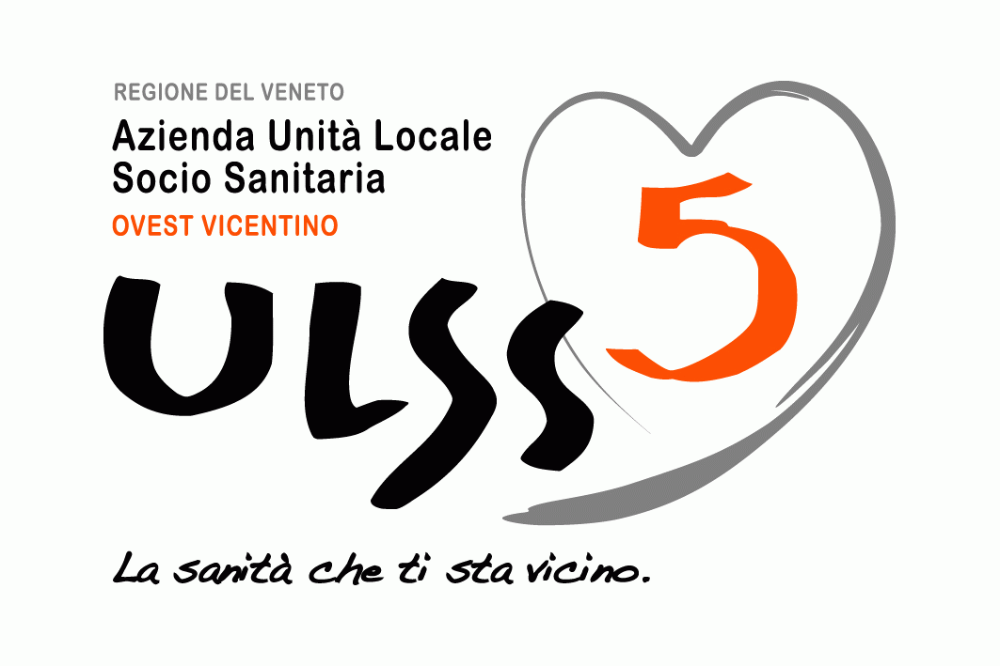 REGIONE DEL VENETO
Azienda Unità Locale
Socio Sanitaria
OVEST VICENTINO
ULSS 5
La sanità che ti sta vicino.